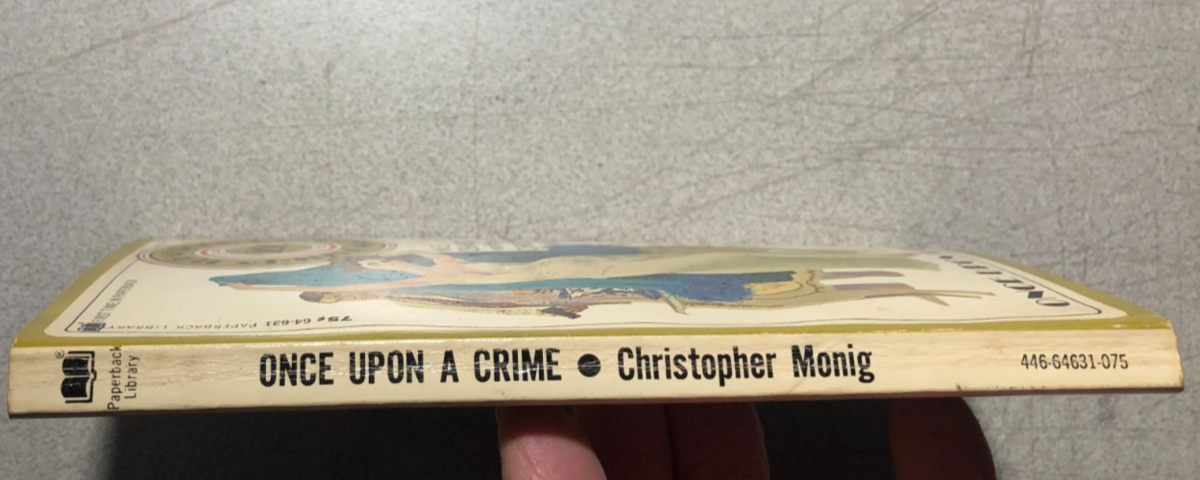 75¢ 64-631 PAPERBACK LIBRARY
®
Paperback
Library
ONCE UPON A CRIME ● Christopher Monig
446-64631-075